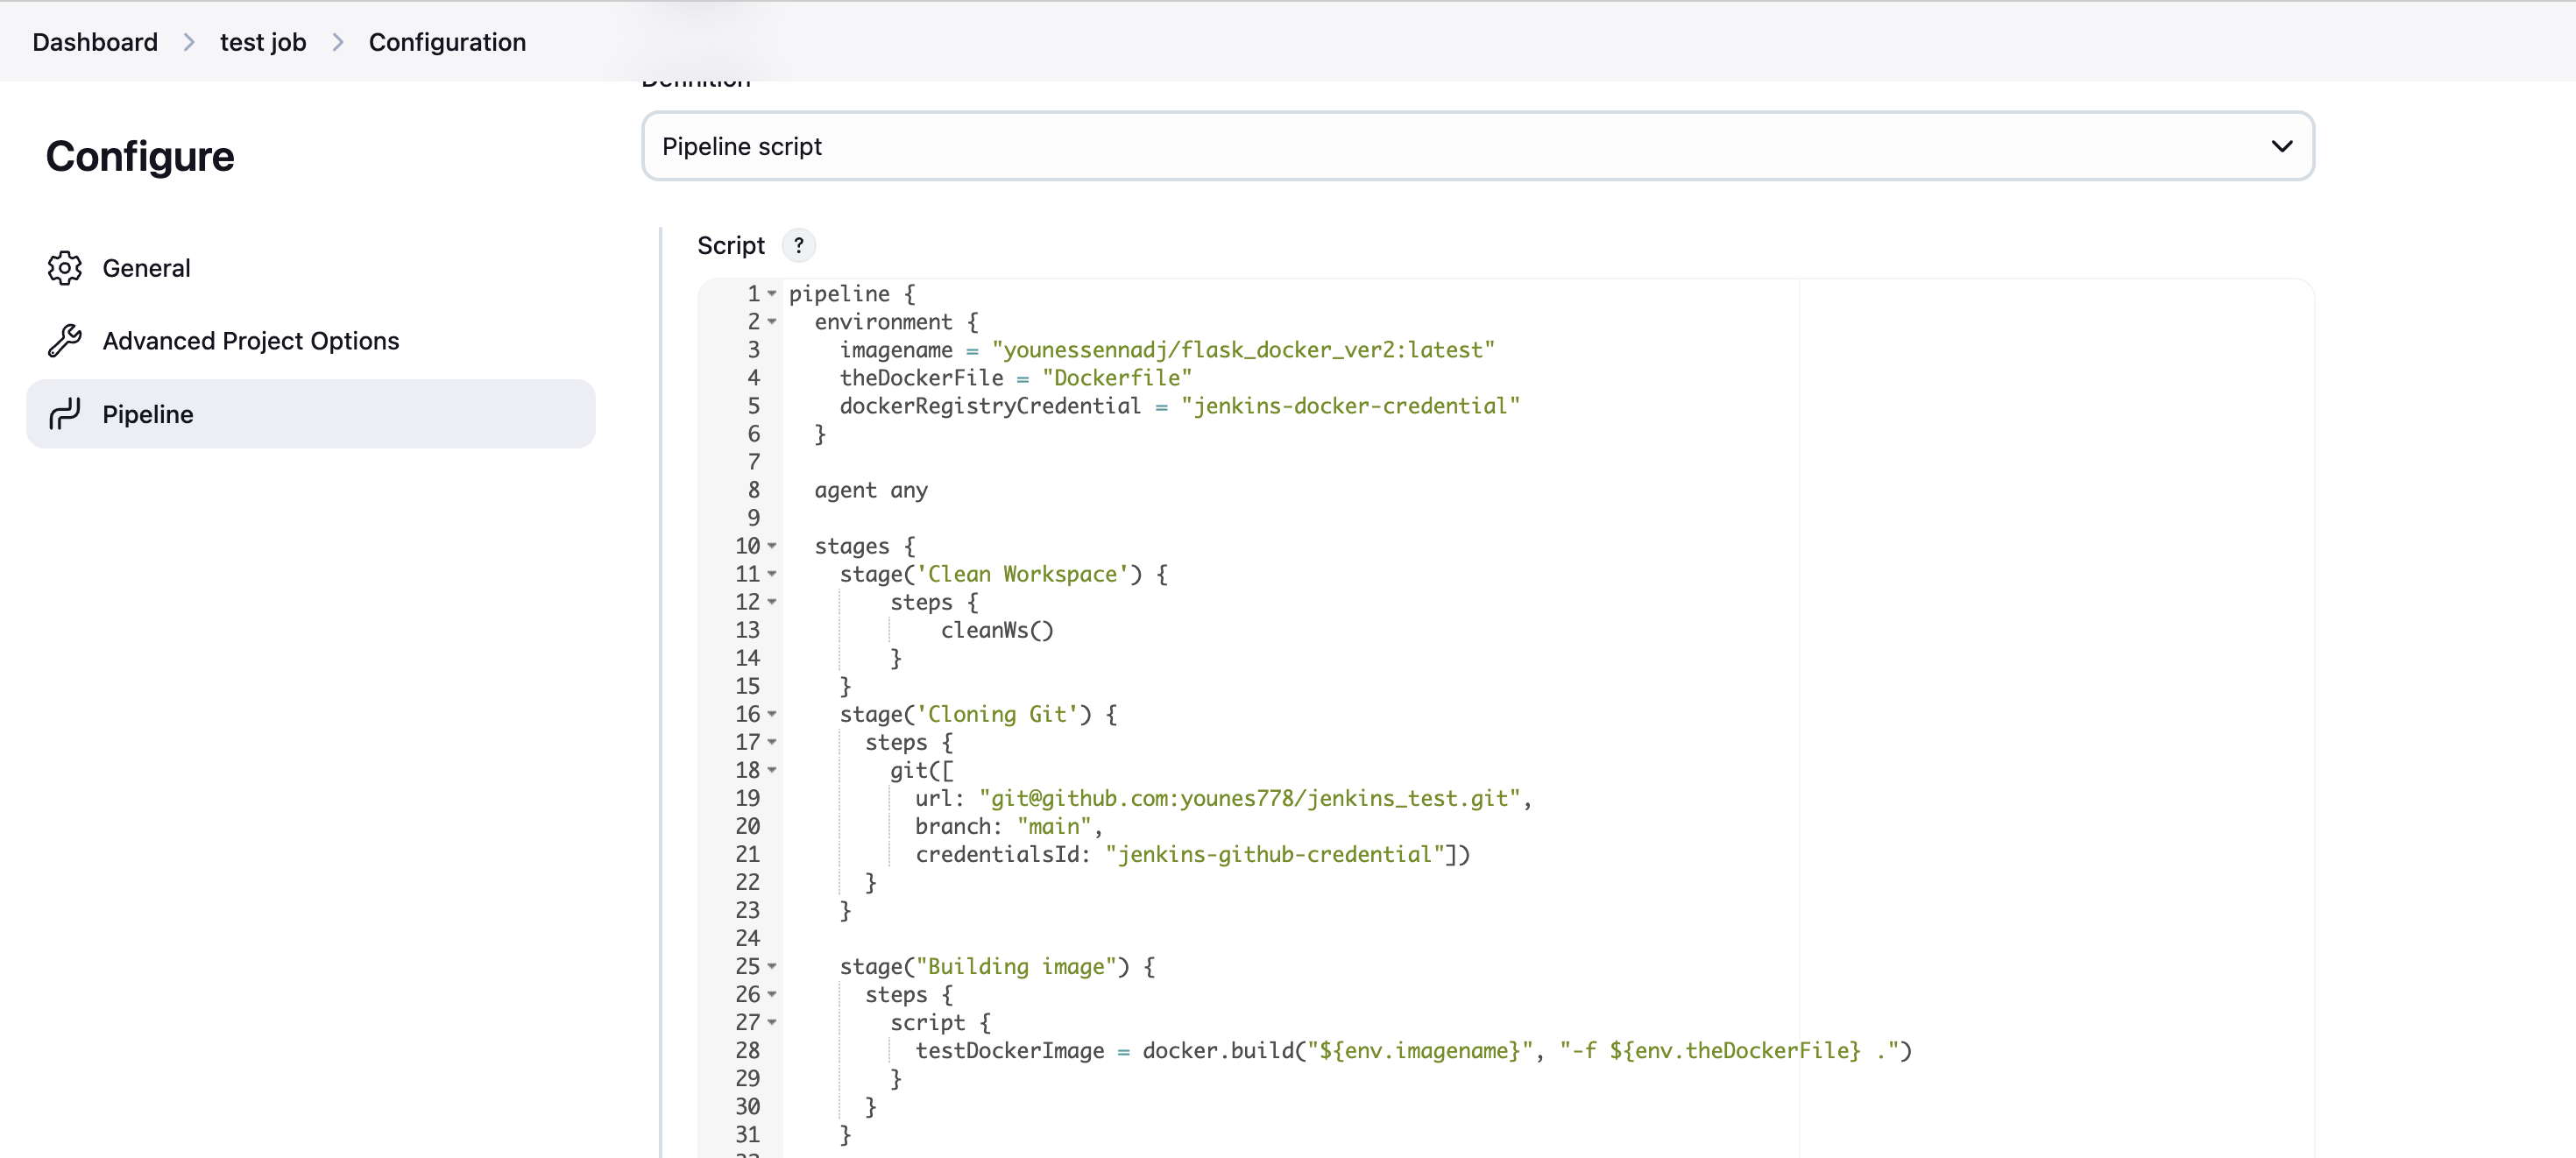 Dashboard > test job > Configuration
Definition
Configure
Pipeline script
General
Advanced Project Options
Pipeline
Script ?
1 pipeline {
2   environment {
3     imagename = "younessennadj/flask_docker_ver2:latest"
4     theDockerFile = "Dockerfile"
5     dockerRegistryCredential = "jenkins-docker-credential"
6   }
7
8   agent any
9
10   stages {
11     stage('Clean Workspace') {
12         steps {
13             cleanWs()
14         }
15     }
16     stage('Cloning Git') {
17       steps {
18         git([
19           url: "git@github.com:younes778/jenkins_test.git",
20           branch: "main",
21           credentialsId: "jenkins-github-credential"])
22       }
23     }
24
25     stage("Building image") {
26       steps {
27         script {
28           testDockerImage = docker.build("${env.imagename}", "-f ${env.theDockerFile} .")
29         }
30       }
31     }